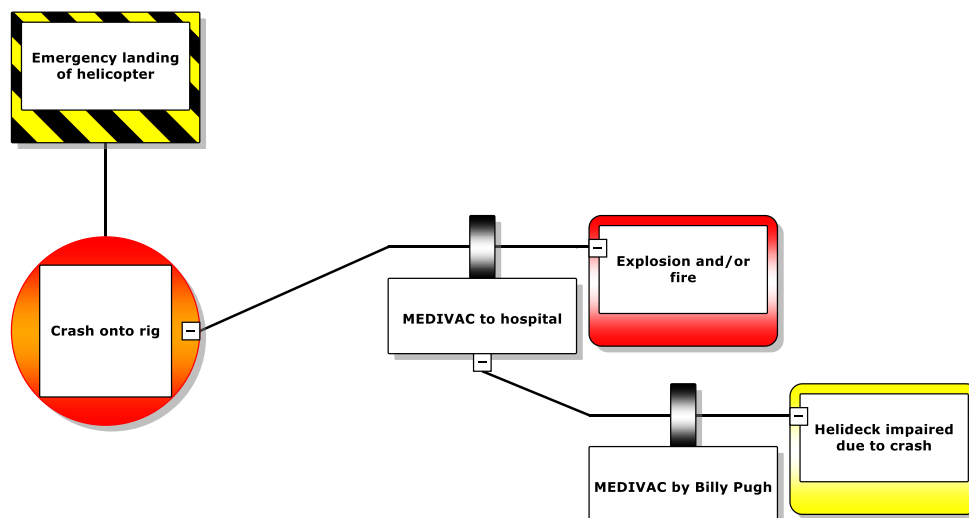 Emergency landing
of helicopter
Crash onto rig
MEDIVAC to hospital
Explosion and/or
fire
MEDIVAC by Billy Pugh
Helideck impaired
due to crash